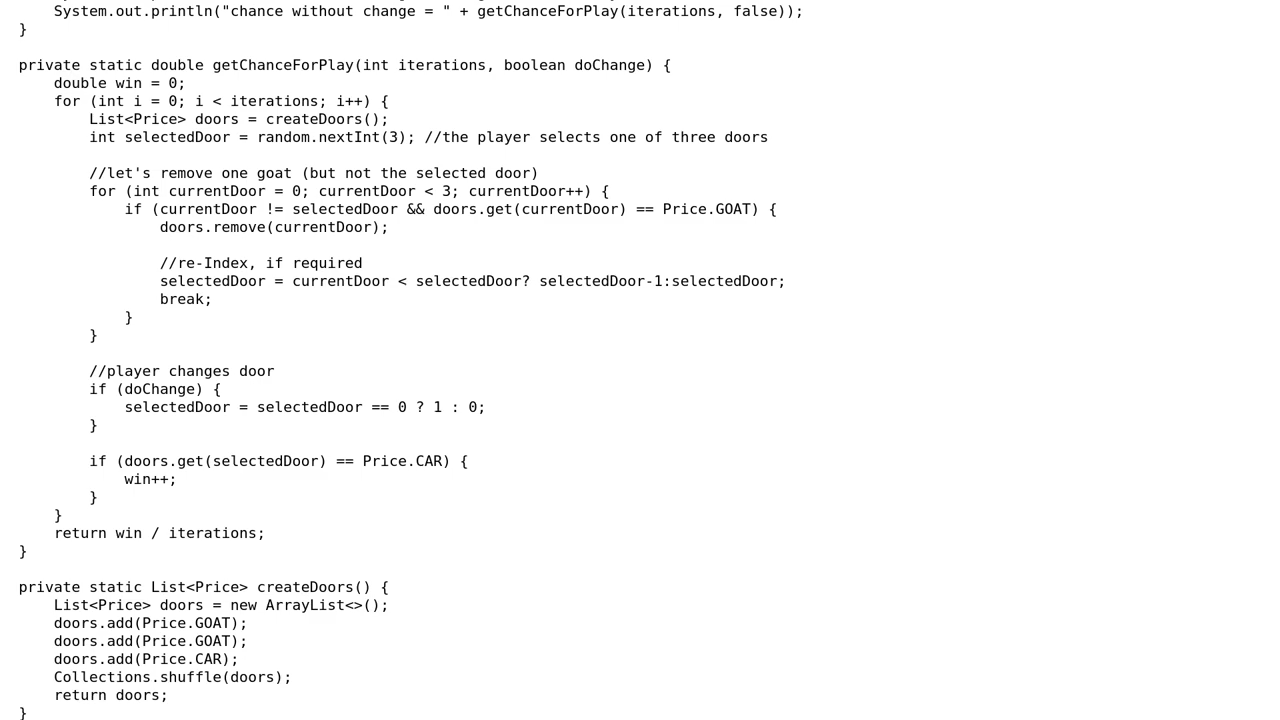 System.out.println("chance without change = " + getChanceForPlay(iterations, false));
}
private static double getChanceForPlay(int iterations, boolean doChange) {
double win = 0;
for (int i = 0; i < iterations; i++) {
List<Price> doors = createDoors();
int selectedDoor = random.nextInt(3); //the player selects one of three doors
//let's remove one goat (but not the selected door)
for (int currentDoor = 0; currentDoor < 3; currentDoor++) {
if (currentDoor != selectedDoor && doors.get(currentDoor) == Price.GOAT) {
doors.remove(currentDoor);
//re-Index, if required
selectedDoor = currentDoor < selectedDoor? selectedDoor-1:selectedDoor;
break;
}
}
//player changes door
if (doChange) {
selectedDoor = selectedDoor == 0 ? 1 : 0;
}
if (doors.get(selectedDoor) == Price.CAR) {
win++;
}
}
return win / iterations;
}
private static List<Price> createDoors() {
List<Price> doors = new ArrayList<>();
doors.add(Price.GOAT);
doors.add(Price.GOAT);
doors.add(Price.CAR);
Collections.shuffle(doors);
return doors;
}